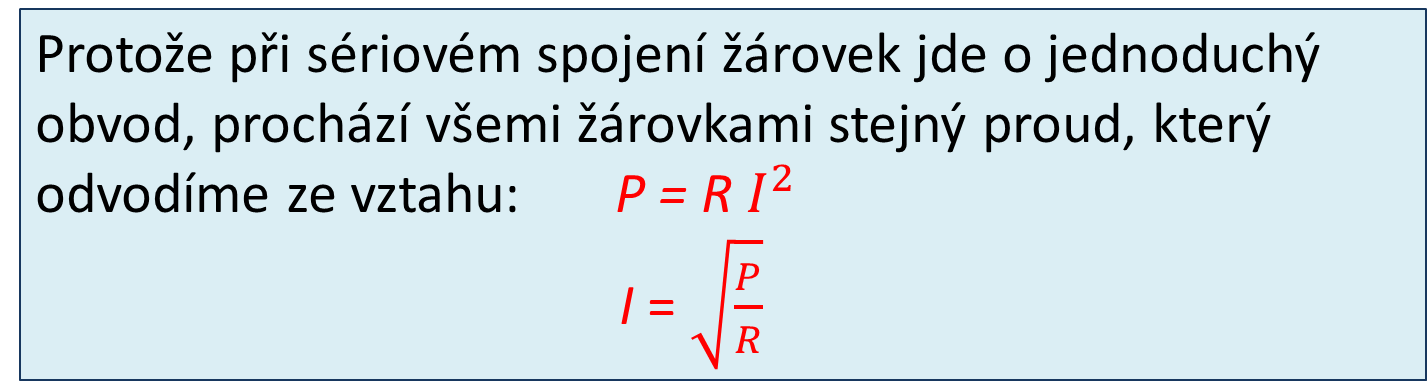 Protože při sériovém spojení žárovek jde o jednoduchý
obvod, prochází všemi žárovkami stejný proud, který
odvodíme ze vztahu: P = R I²
I = √(P/R)